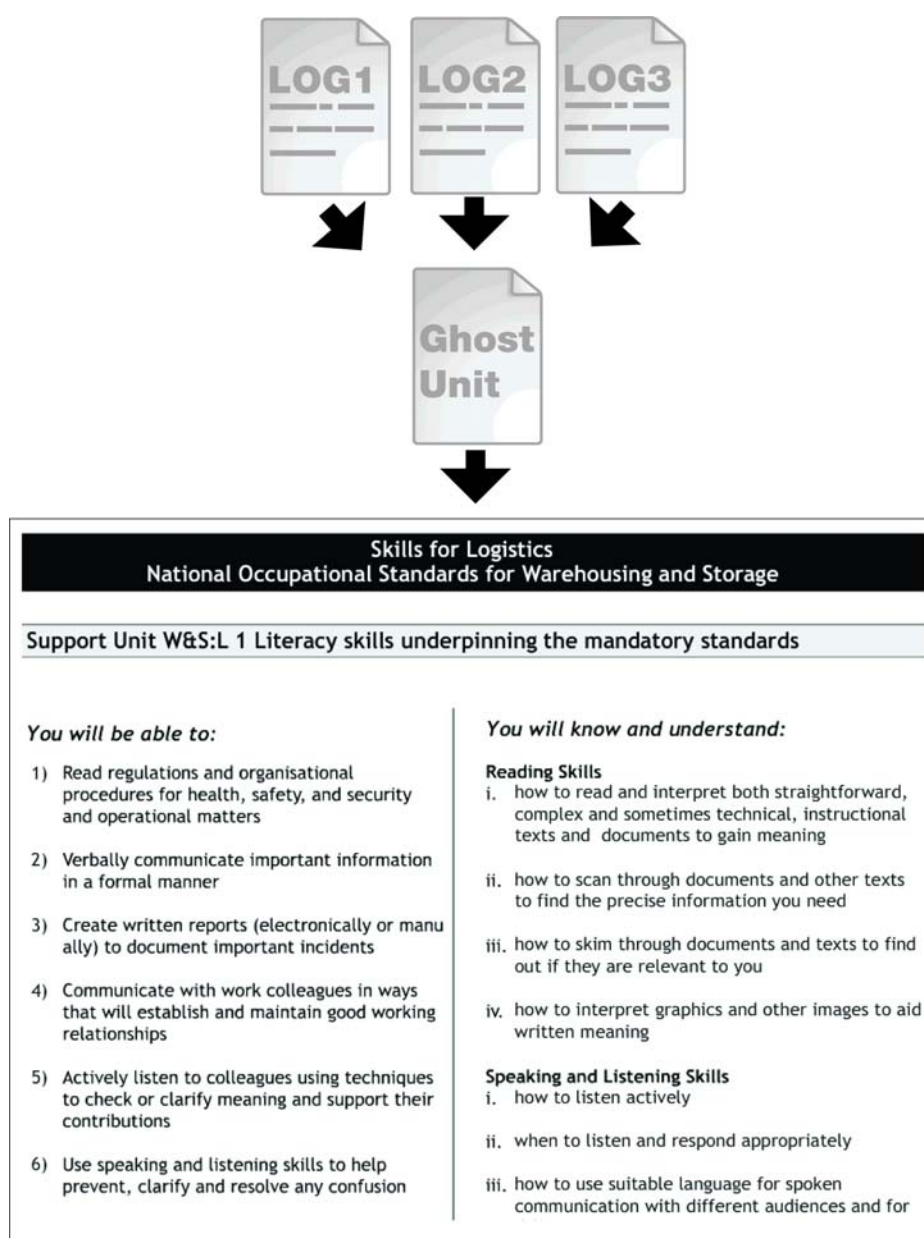 LOG1 LOG2 LOG3
Ghost
Unit
Skills for Logistics
National Occupational Standards for Warehousing and Storage
Support Unit W&S:L 1 Literacy skills underpinning the mandatory standards
You will be able to:
1) Read regulations and organisational
procedures for health, safety, and security
and operational matters
2) Verbally communicate important information
in a formal manner
3) Create written reports (electronically or manu
ally) to document important incidents
4) Communicate with work colleagues in ways
that will establish and maintain good working
relationships
5) Actively listen to colleagues using techniques
to check or clarify meaning and support their
contributions
6) Use speaking and listening skills to help
prevent, clarify and resolve any confusion
You will know and understand:
Reading Skills
i. how to read and interpret both straightforward,
complex and sometimes technical, instructional
texts and documents to gain meaning
ii. how to scan through documents and other texts
to find the precise information you need
iii. how to skim through documents and texts to find
out if they are relevant to you
iv. how to interpret graphics and other images to aid
written meaning
Speaking and Listening Skills
i. how to listen actively
ii. when to listen and respond appropriately
iii. how to use suitable language for spoken
communication with different audiences and for